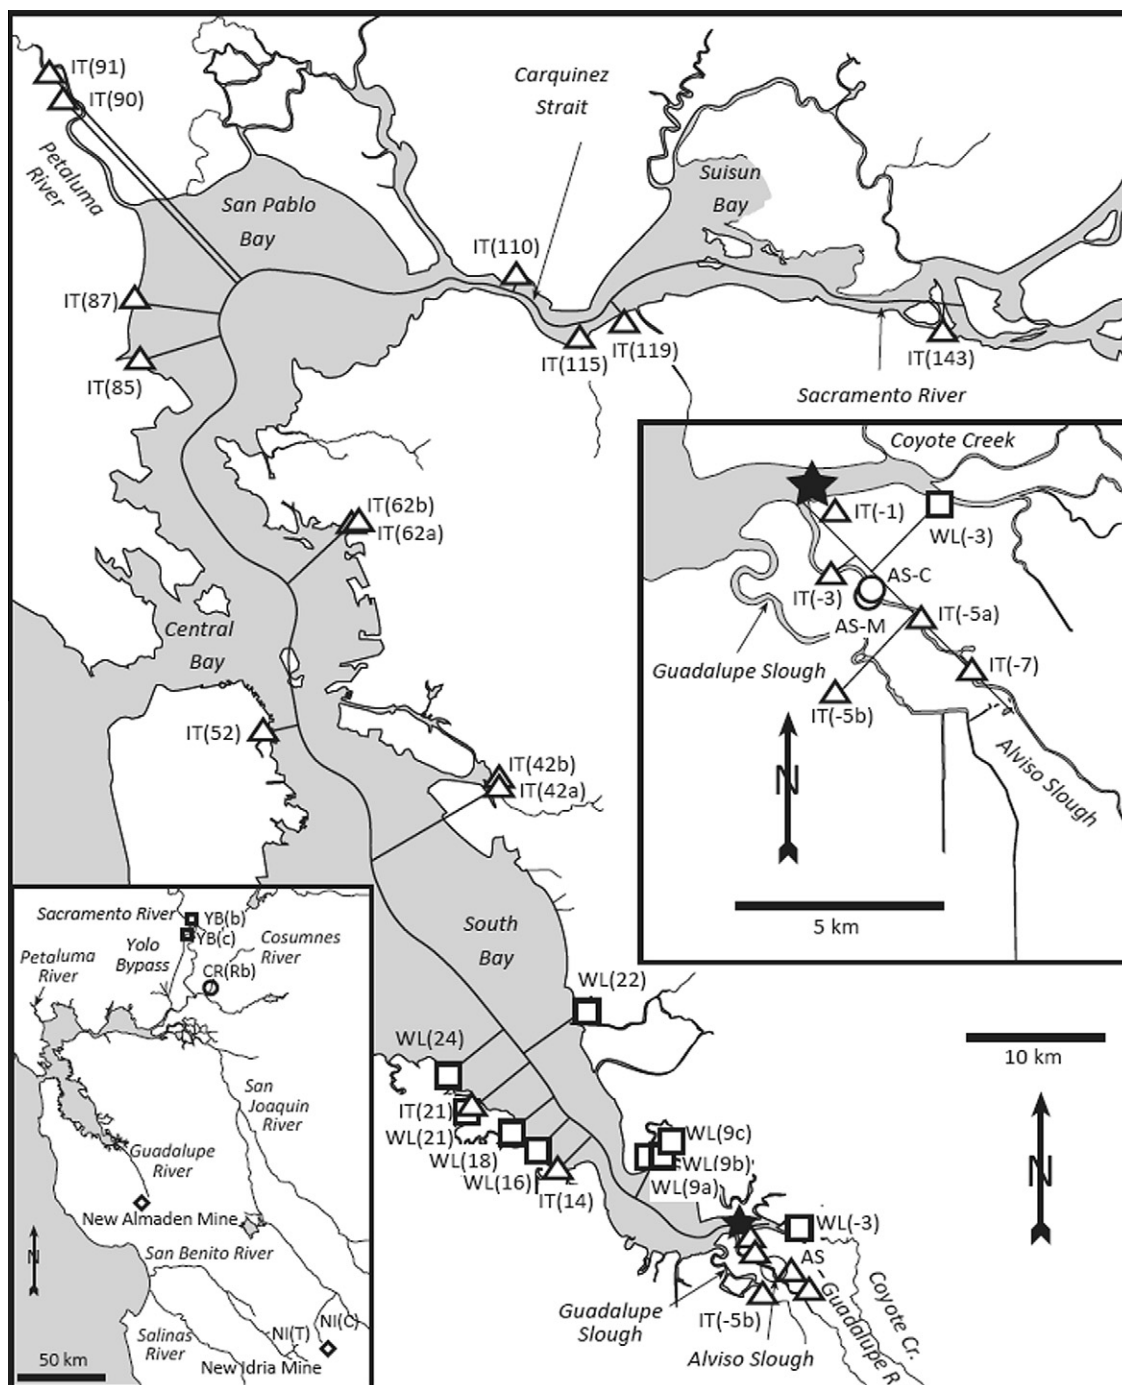 IT(91)
IT(90)
Petaluma
River
San Pablo
Bay
Carquinez
Strait
Suisun
Bay
IT(110)
IT(87)
IT(85)
IT(115)
IT(119)
IT(143)
Sacramento River
IT(62b)
IT(62a)
Central
Bay
IT(52)
IT(42b)
IT(42a)
South
Bay
WL(22)
WL(24)
IT(21)
WL(21)
WL(18)
WL(16)
IT(14)
WL(9c)
WL(9b)
WL(9a)
WL(-3)
AS
IT(-5b)
Guadalupe
Slough
Alviso Slough
Guadalupe R
Coyote Cr.
10 km
N
Coyote Creek
IT(-1)
WL(-3)
IT(-3)
AS-C
AS-M
IT(-5a)
Guadalupe Slough
IT(-7)
IT(-5b)
Alviso Slough
N
5 km
Sacramento River
YB(b)
YB(c)
Yolo
Bypass
Cosumnes
River
CR(Rb)
Petaluma
River
San
Joaquin
River
Guadalupe
River
New Almaden Mine
San Benito River
N
Salinas
River
NI(T)
NI(C)
New Idria Mine
50 km